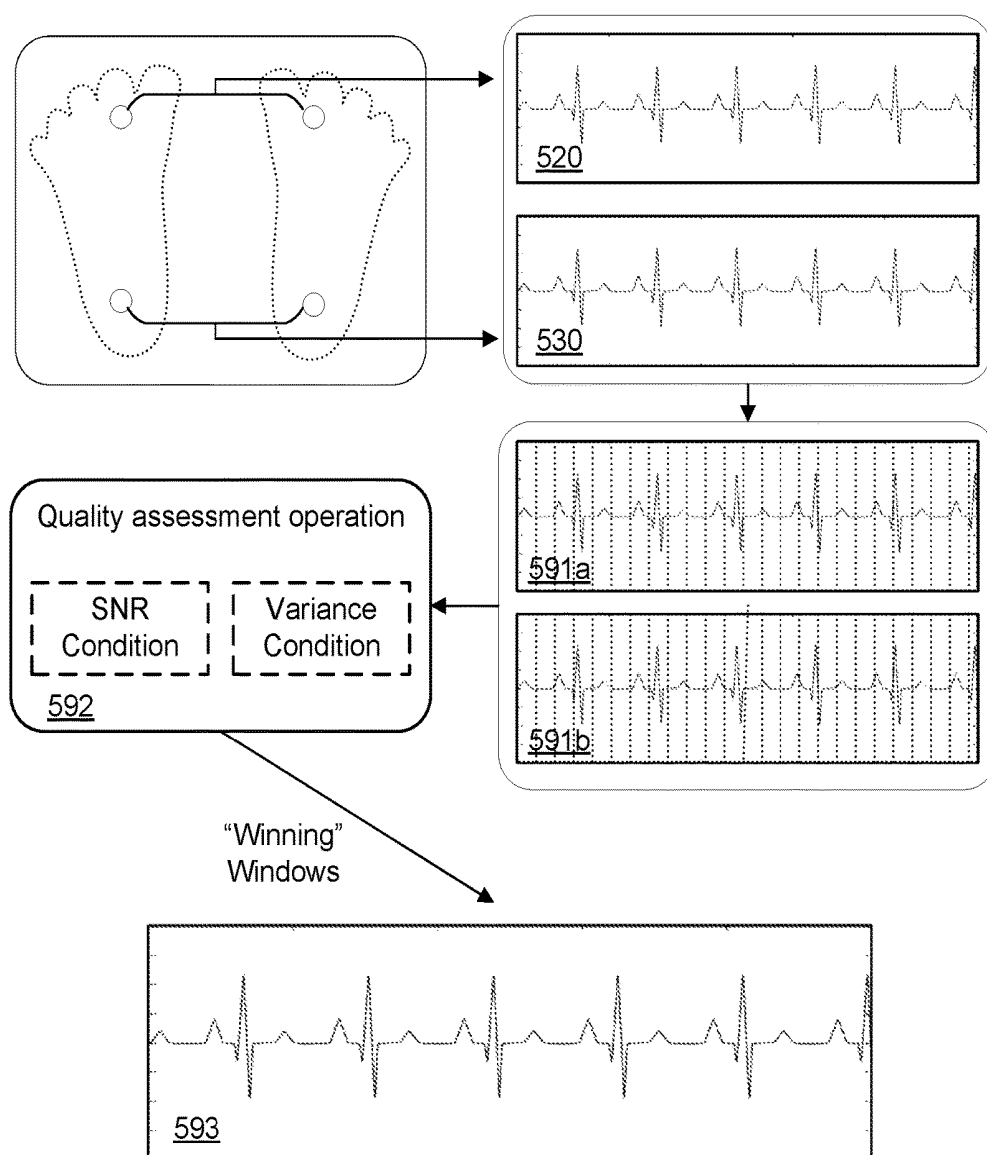 520
530
591a
591b
Quality assessment operation
SNR
Condition
Variance
Condition
592
“Winning”
Windows
593